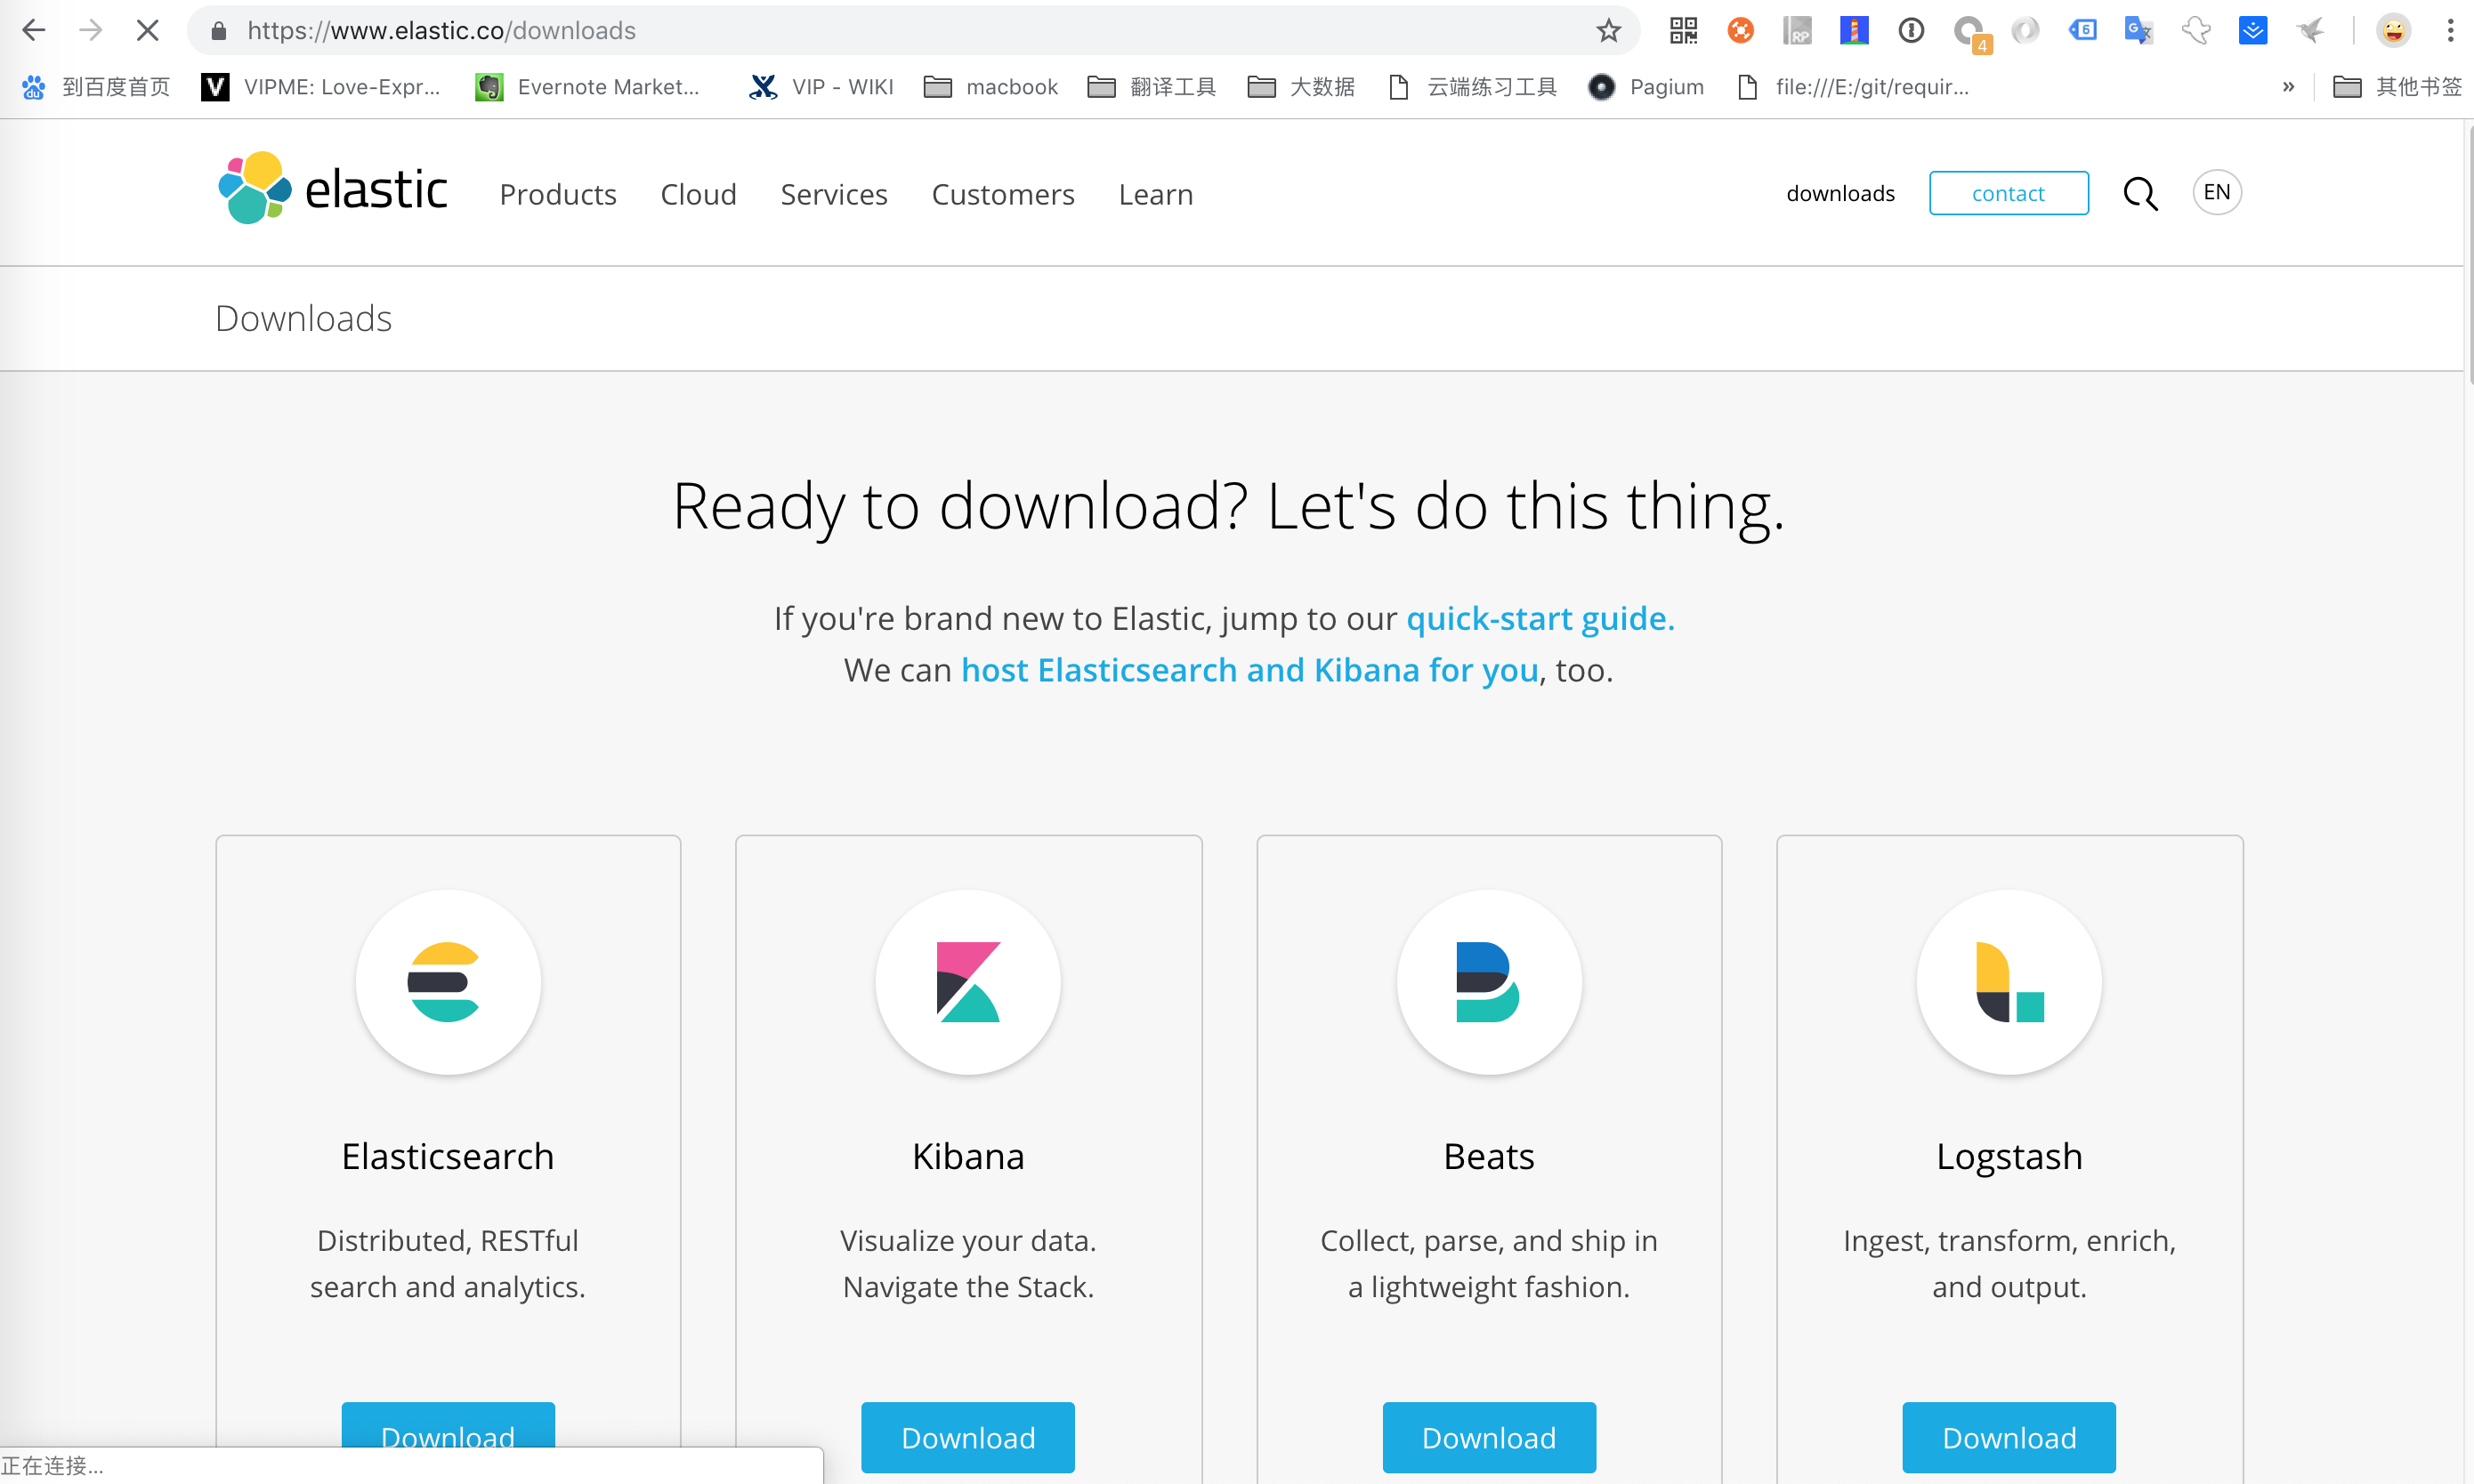 https://www.elastic.co/downloads
4
6
到百度首页
VIPME: Love-Expr...
Evernote Market...
VIP - WIKI
macbook
翻译工具
大数据
云端练习工具
Pagium
file:///E:/git/requir...
»
其他书签
elastic
Products
Cloud
Services
Customers
Learn
downloads
contact
EN
Downloads
Ready to download? Let's do this thing.
If you're brand new to Elastic, jump to our quick-start guide.
We can host Elasticsearch and Kibana for you, too.
Elasticsearch
Distributed, RESTful
search and analytics.
Download
Kibana
Visualize your data.
Navigate the Stack.
Download
Beats
Collect, parse, and ship in
a lightweight fashion.
Download
Logstash
Ingest, transform, enrich,
and output.
Download
正在连接...